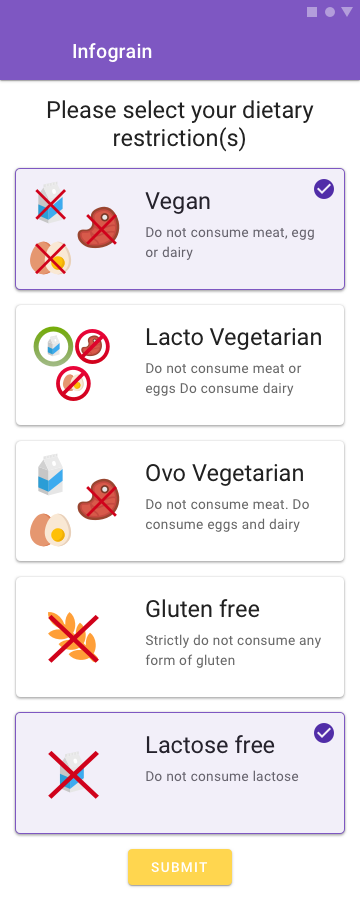 Infograin
Please select your dietary
restriction(s)
Vegan
Do not consume meat, egg
or dairy
Lacto Vegetarian
Do not consume meat or
eggs Do consume dairy
Ovo Vegetarian
Do not consume meat. Do
consume eggs and dairy
Gluten free
Strictly do not consume any
form of gluten
Lactose free
Do not consume lactose
SUBMIT